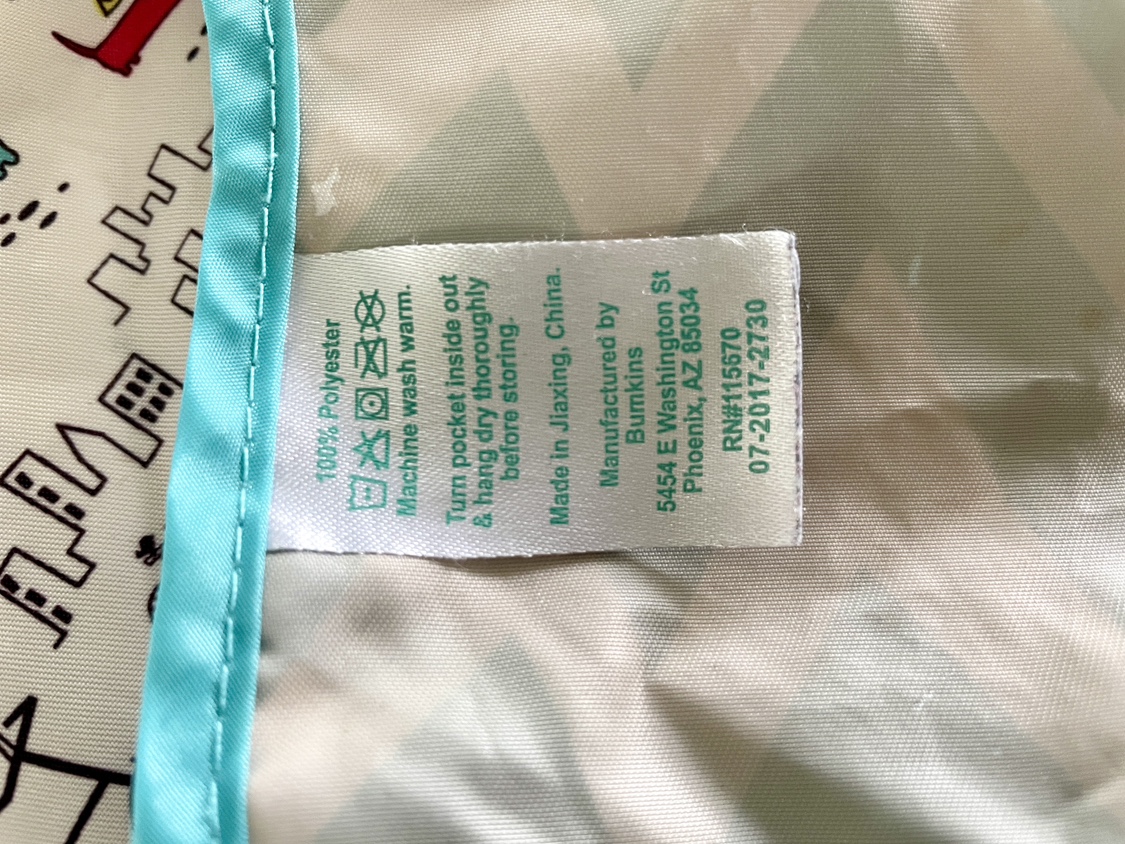 100% Polyester
Machine wash warm.
Turn pocket inside out
& hang dry thoroughly
before storing.
Made in Jiaxing, China.
Manufactured by
Bumkins
5454 E Washington St
Phoenix, AZ 85034
RN#115670
07-2017-2730